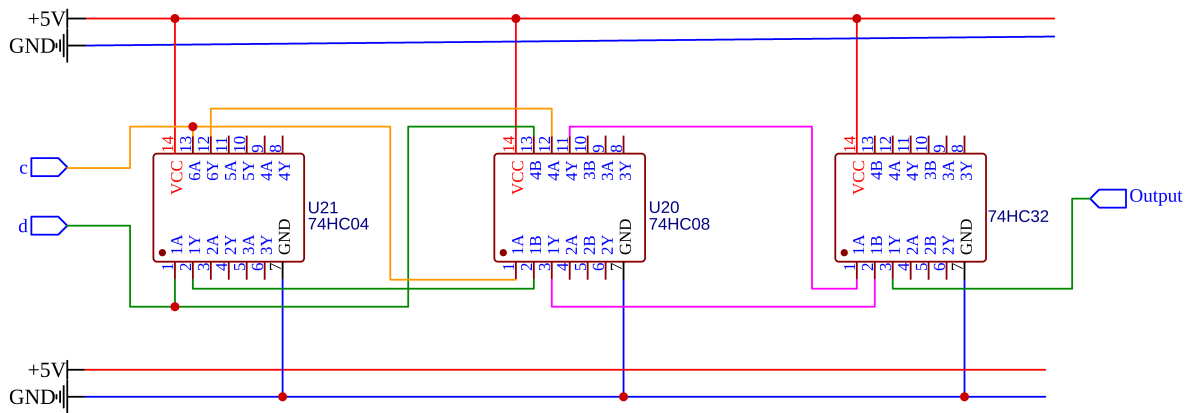 +5V
GND
c
d
14 13 12 11 10 9 8
VCC 6A 6Y 5A 5Y 4A 4Y
1A 1Y 2A 2Y 3A 3Y GND
1 2 3 4 5 6 7
U21
74HC04
14 13 12 11 10 9 8
VCC 4B 4A 4Y 3B 3A 3Y
1A 1B 1Y 2A 2B 2Y GND
1 2 3 4 5 6 7
U20
74HC08
14 13 12 11 10 9 8
VCC 4B 4A 4Y 3B 3A 3Y
1A 1B 1Y 2A 2B 2Y GND
1 2 3 4 5 6 7
74HC32
Output
+5V
GND